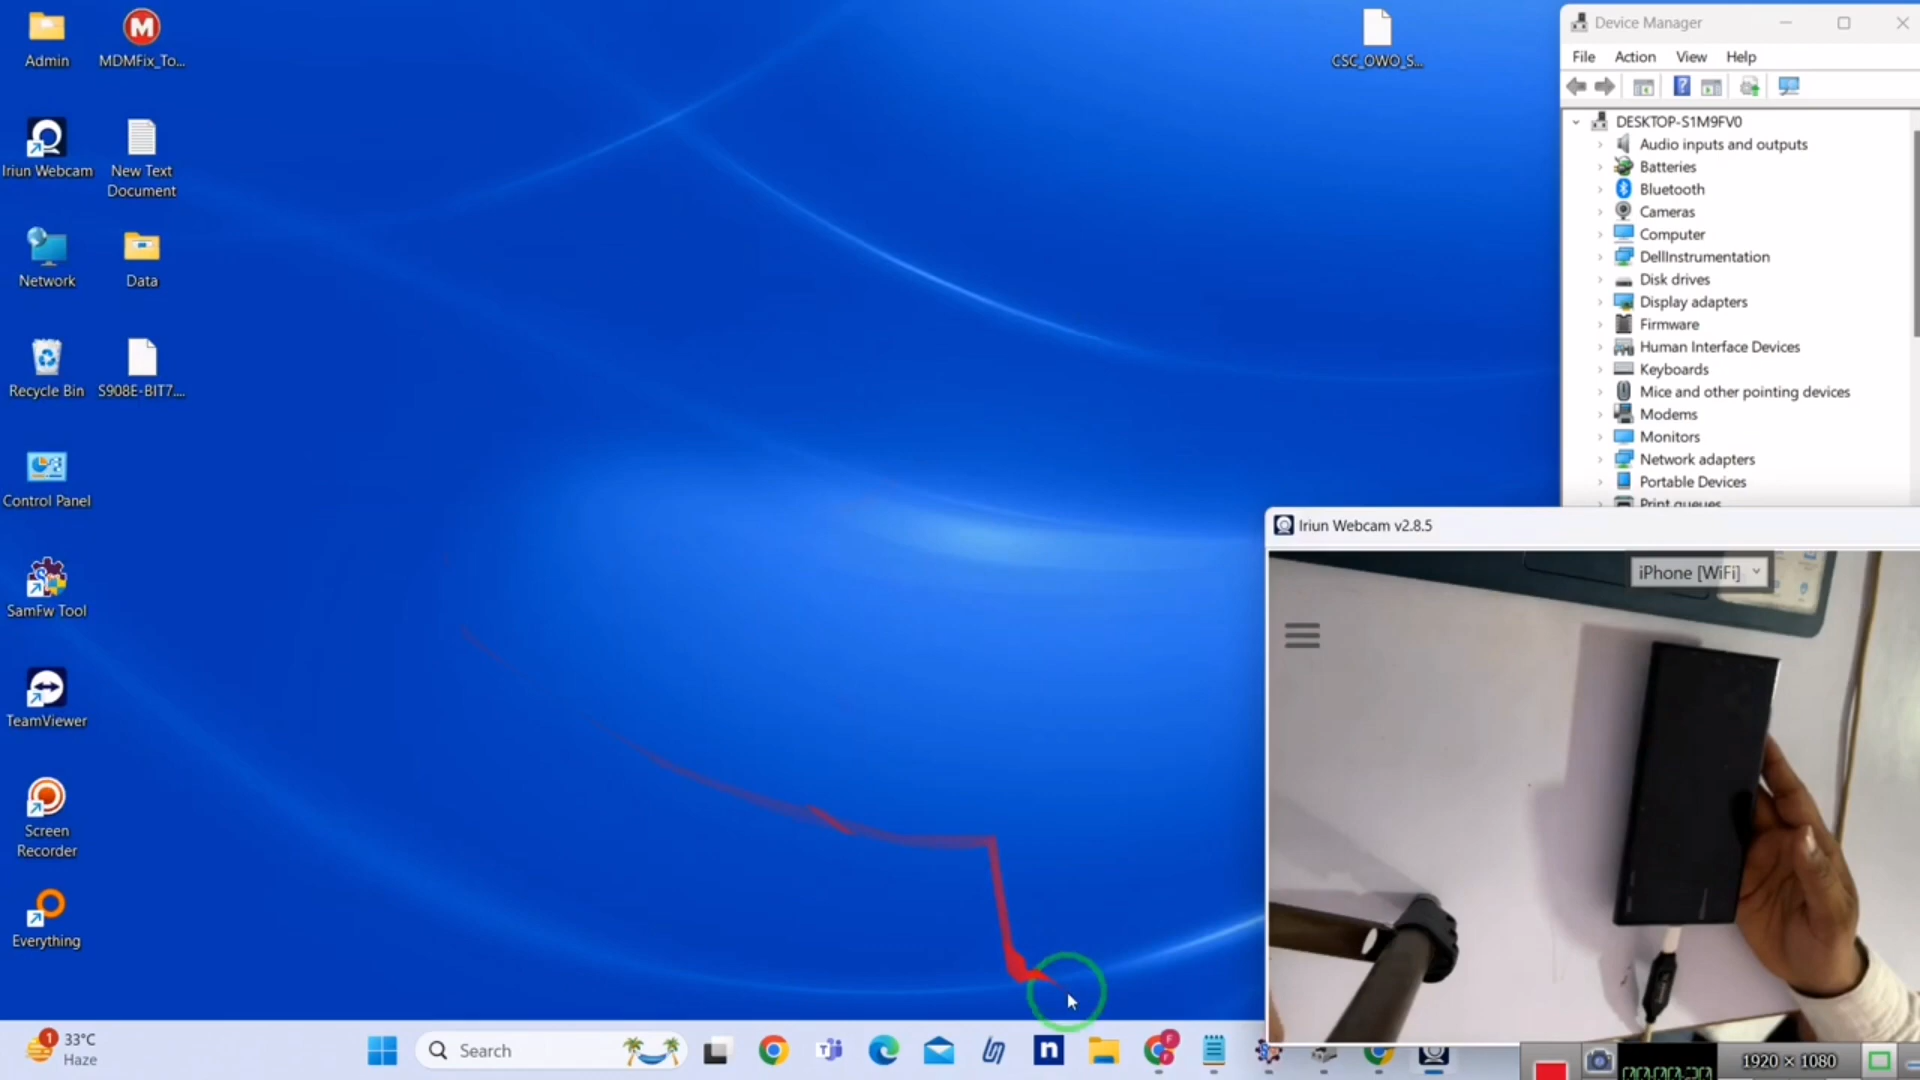 Admin
MDMFix_To...
Iriun Webcam
New Text
Document
Network
Data
Recycle Bin
S908E-BIT7....
Control Panel
SamFw Tool
TeamViewer
Screen
Recorder
Everything
CSC_OWO_S...
Device Manager
File Action View Help
DESKTOP-S1M9FV0
Audio inputs and outputs
Batteries
Bluetooth
Cameras
Computer
DellInstrumentation
Disk drives
Display adapters
Firmware
Human Interface Devices
Keyboards
Mice and other pointing devices
Modems
Monitors
Network adapters
Portable Devices
Print queues
Iriun Webcam v2.8.5
iPhone [WiFi]
1
33°C
Haze
Search
1920 × 1080